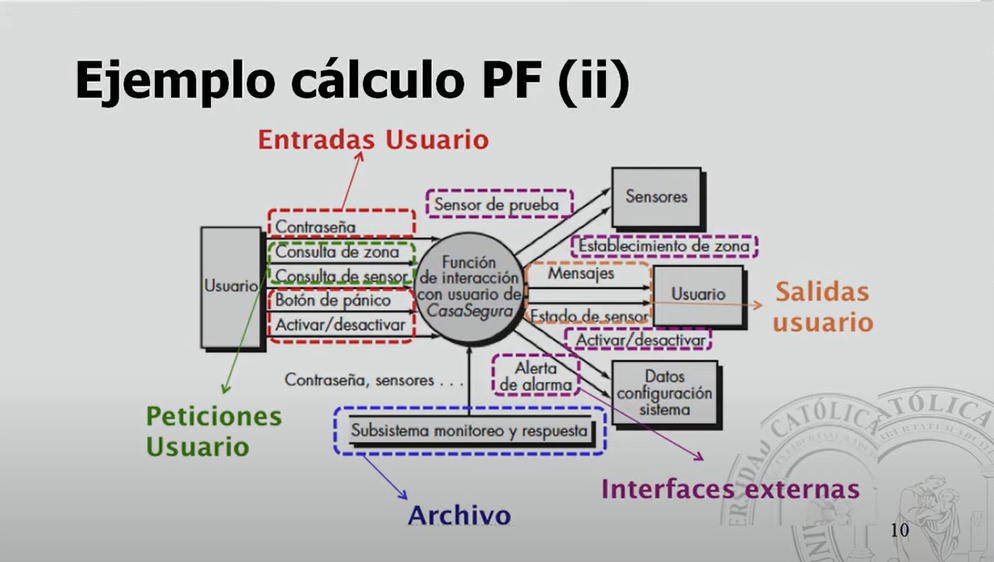 Ejemplo cálculo PF (ii)
Entradas Usuario
Contraseña
Consulta de zona
Consulta de sensor
Botón de pánico
Activar/desactivar
Usuario
Peticiones
Usuario
Función
de interacción
con usuario de
CasaSegura
Sensor de prueba
Sensores
Establecimiento de zona
Mensajes
Estado de sensor
Usuario
Salidas
usuario
Activar/desactivar
Alerta
de alarma
Datos
configuración
sistema
Contraseña, sensores . . .
Subsistema monitoreo y respuesta
Archivo
Interfaces externas
CATÓLICA
CATÓLICA
10